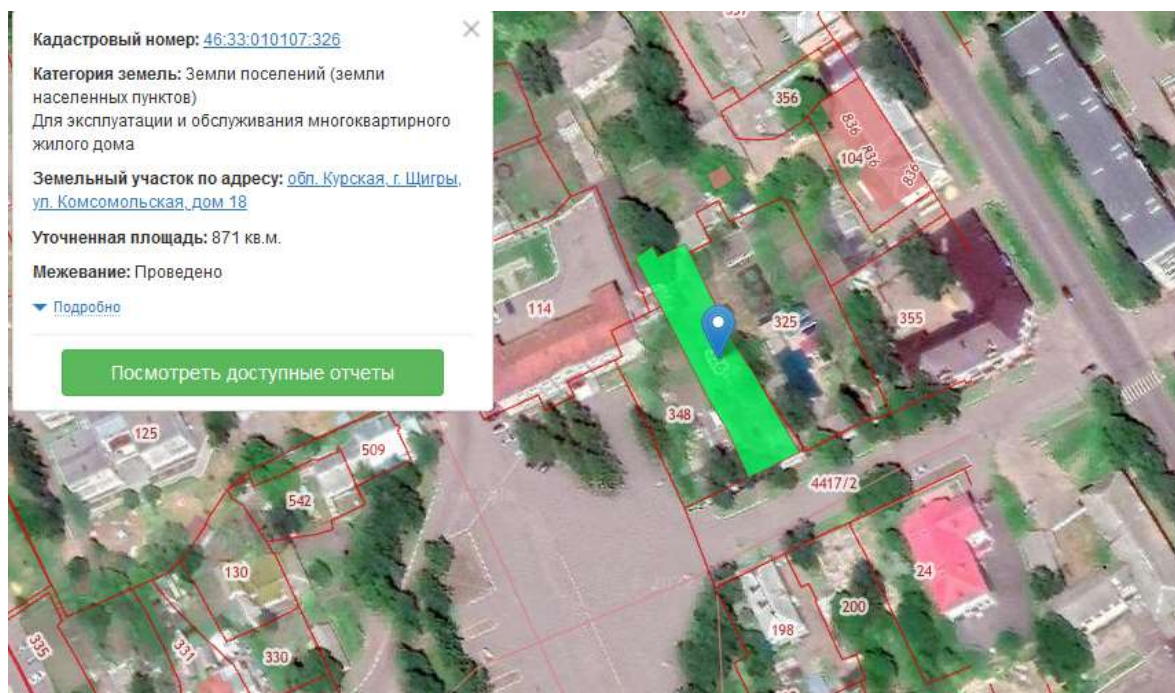 Кадастровый номер: 46:33:010107:326
Категория земель: Земли поселений (земли
населенных пунктов)
Для эксплуатации и обслуживания многоквартирного
жилого дома
Земельный участок по адресу: обл. Курская, г. Щигры,
ул. Комсомольская, дом 18
Уточненная площадь: 871 кв.м.
Межевание: Проведено
Подробно
Посмотреть доступные отчеты
356
836
836
104
836
114
325
355
348
125
509
542
4417/2
130
24
200
198
335
331
330